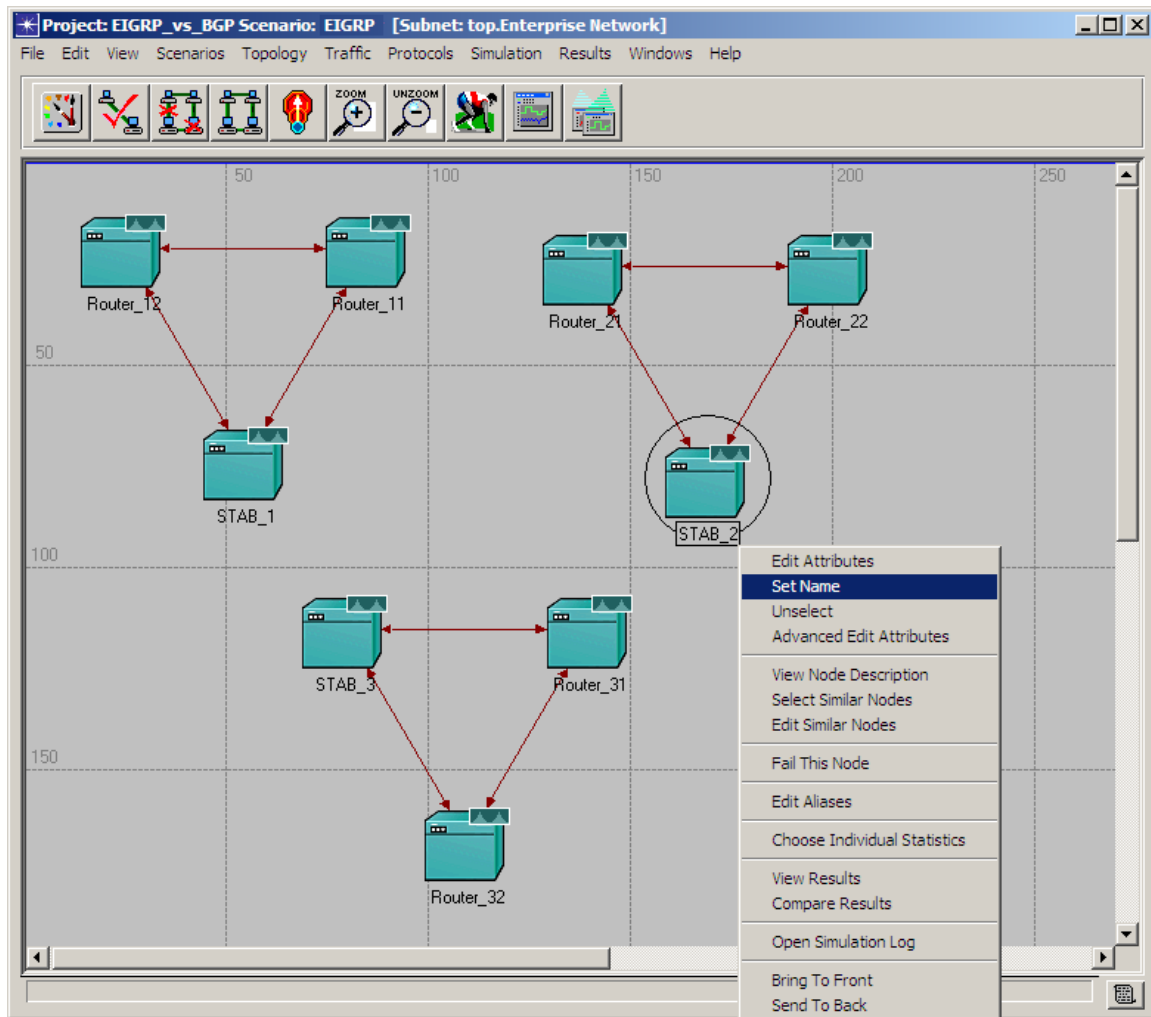 Project: EIGRP_vs_BGP Scenario: EIGRP [Subnet: top.Enterprise Network]
File Edit View Scenarios Topology Traffic Protocols Simulation Results Windows Help
ZOOM UNZOOM
50 100 150 200 250
Router_12 Router_11
Router_21 Router_22
50
STAB_1
STAB_2
100
Edit Attributes
Set Name
Unselect
Advanced Edit Attributes
View Node Description
Select Similar Nodes
Edit Similar Nodes
Fail This Node
Edit Aliases
Choose Individual Statistics
View Results
Compare Results
Open Simulation Log
Bring To Front
Send To Back
STAB_3 Router_31
150
Router_32